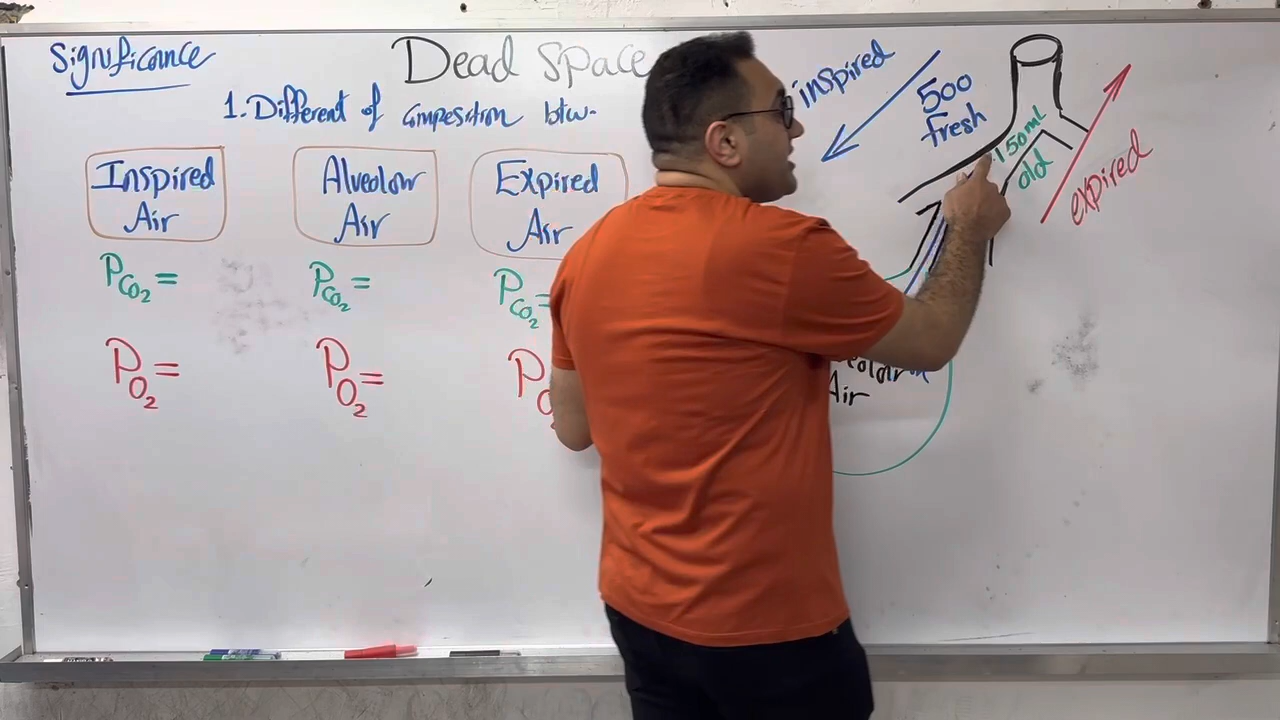 Significance
Dead Space
1. Different of composition btw.
Inspired
Air
PCO2 =
PO2 =
Alveolar
Air
PCO2 =
PO2 =
Expired
Air
PCO2 =
P
inspired
500
fresh
150ml
old
expired
Air